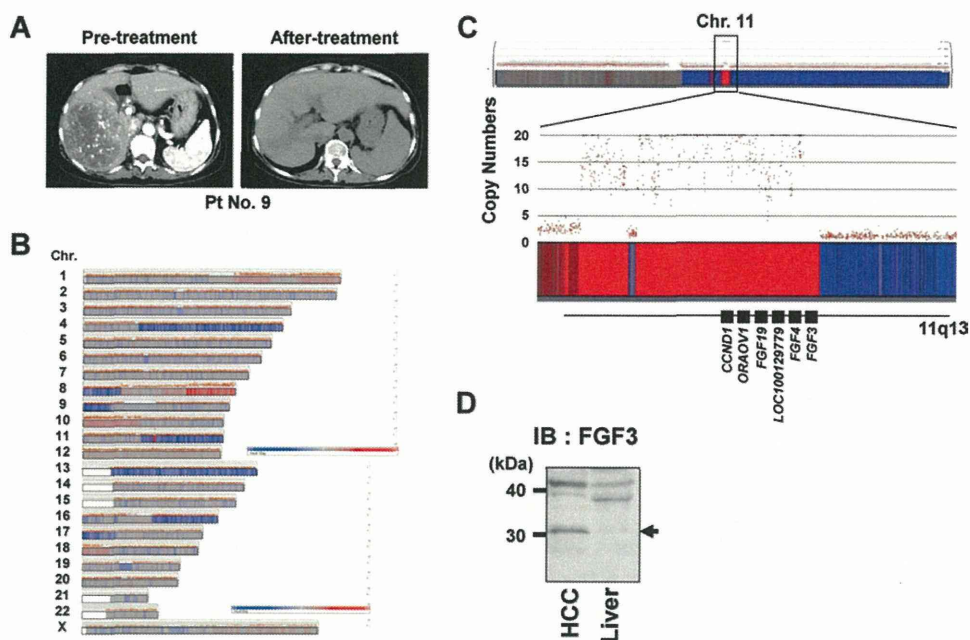 A
Pre-treatment
After-treatment
Pt No. 9
B
Chr.
1
2
3
4
5
6
7
8
9
10
11
12
13
14
15
16
17
18
19
20
21
22
X
C
Chr. 11
Copy Numbers
20
15
10
5
0
CCND1
ORAOV1
FGF19
LOC100129779
FGF4
FGF3
11q13
D
IB : FGF3
(kDa)
40
30
HCC
Liver